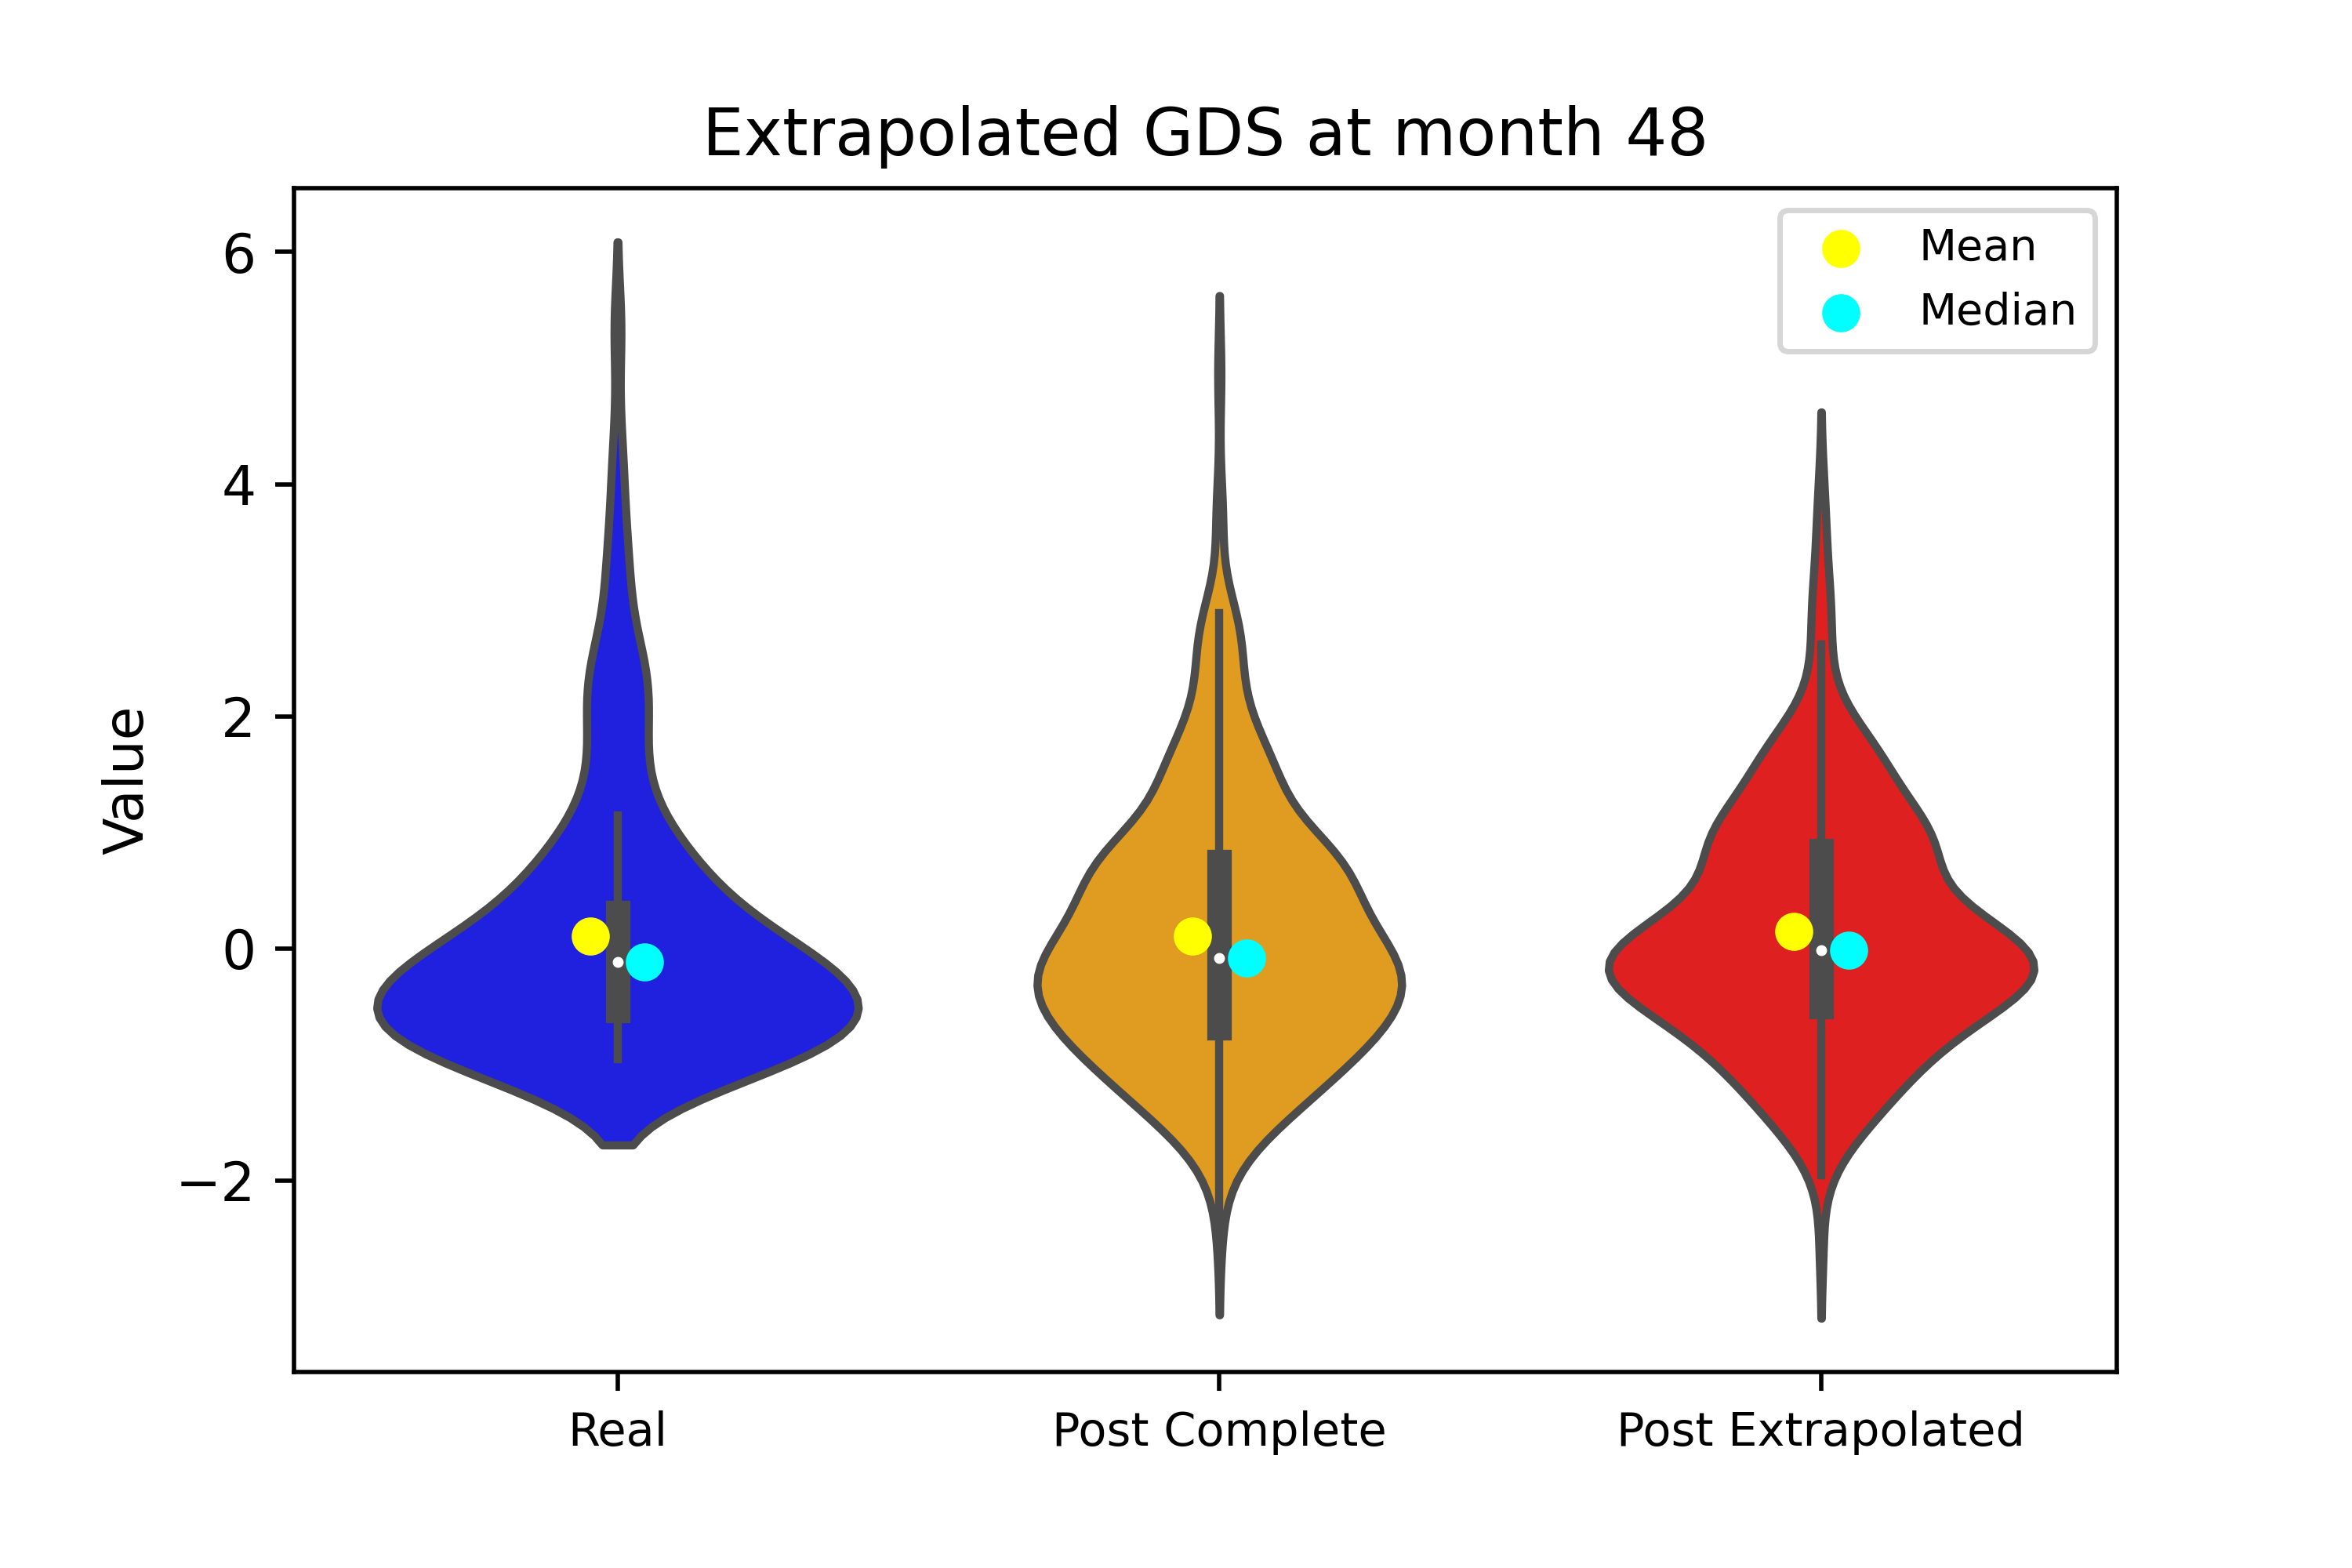 Extrapolated GDS at month 48
Mean
Median
6
4
2
0
−2
Value
Real
Post Complete
Post Extrapolated